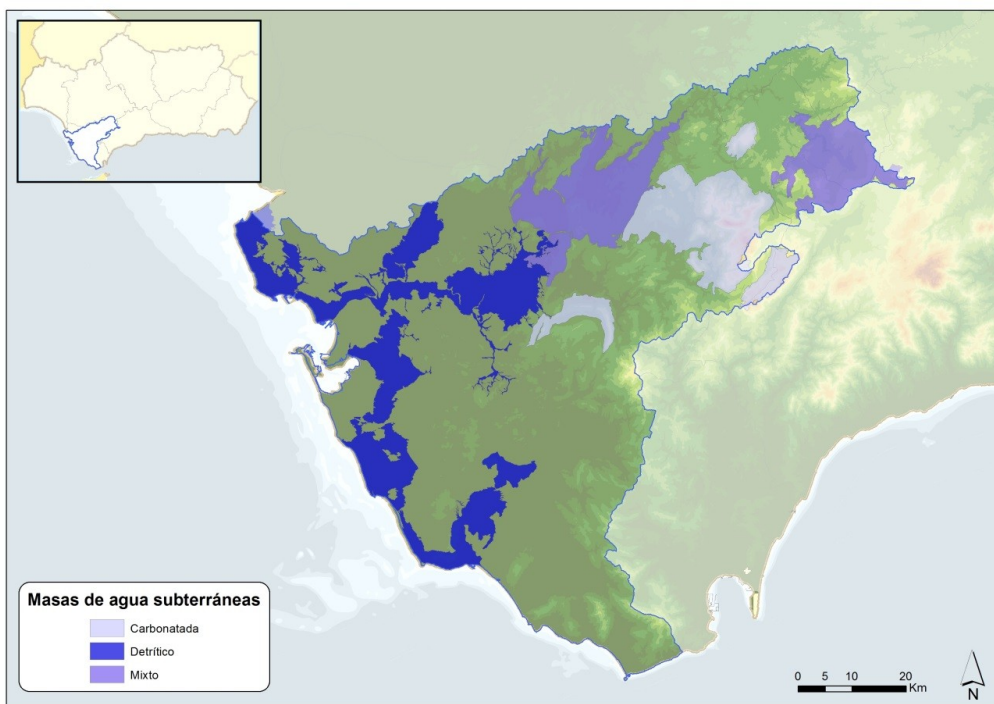 Masas de agua subterráneas
Carbonatada
Detrítico
Mixto
0 5 10 20
Km
N